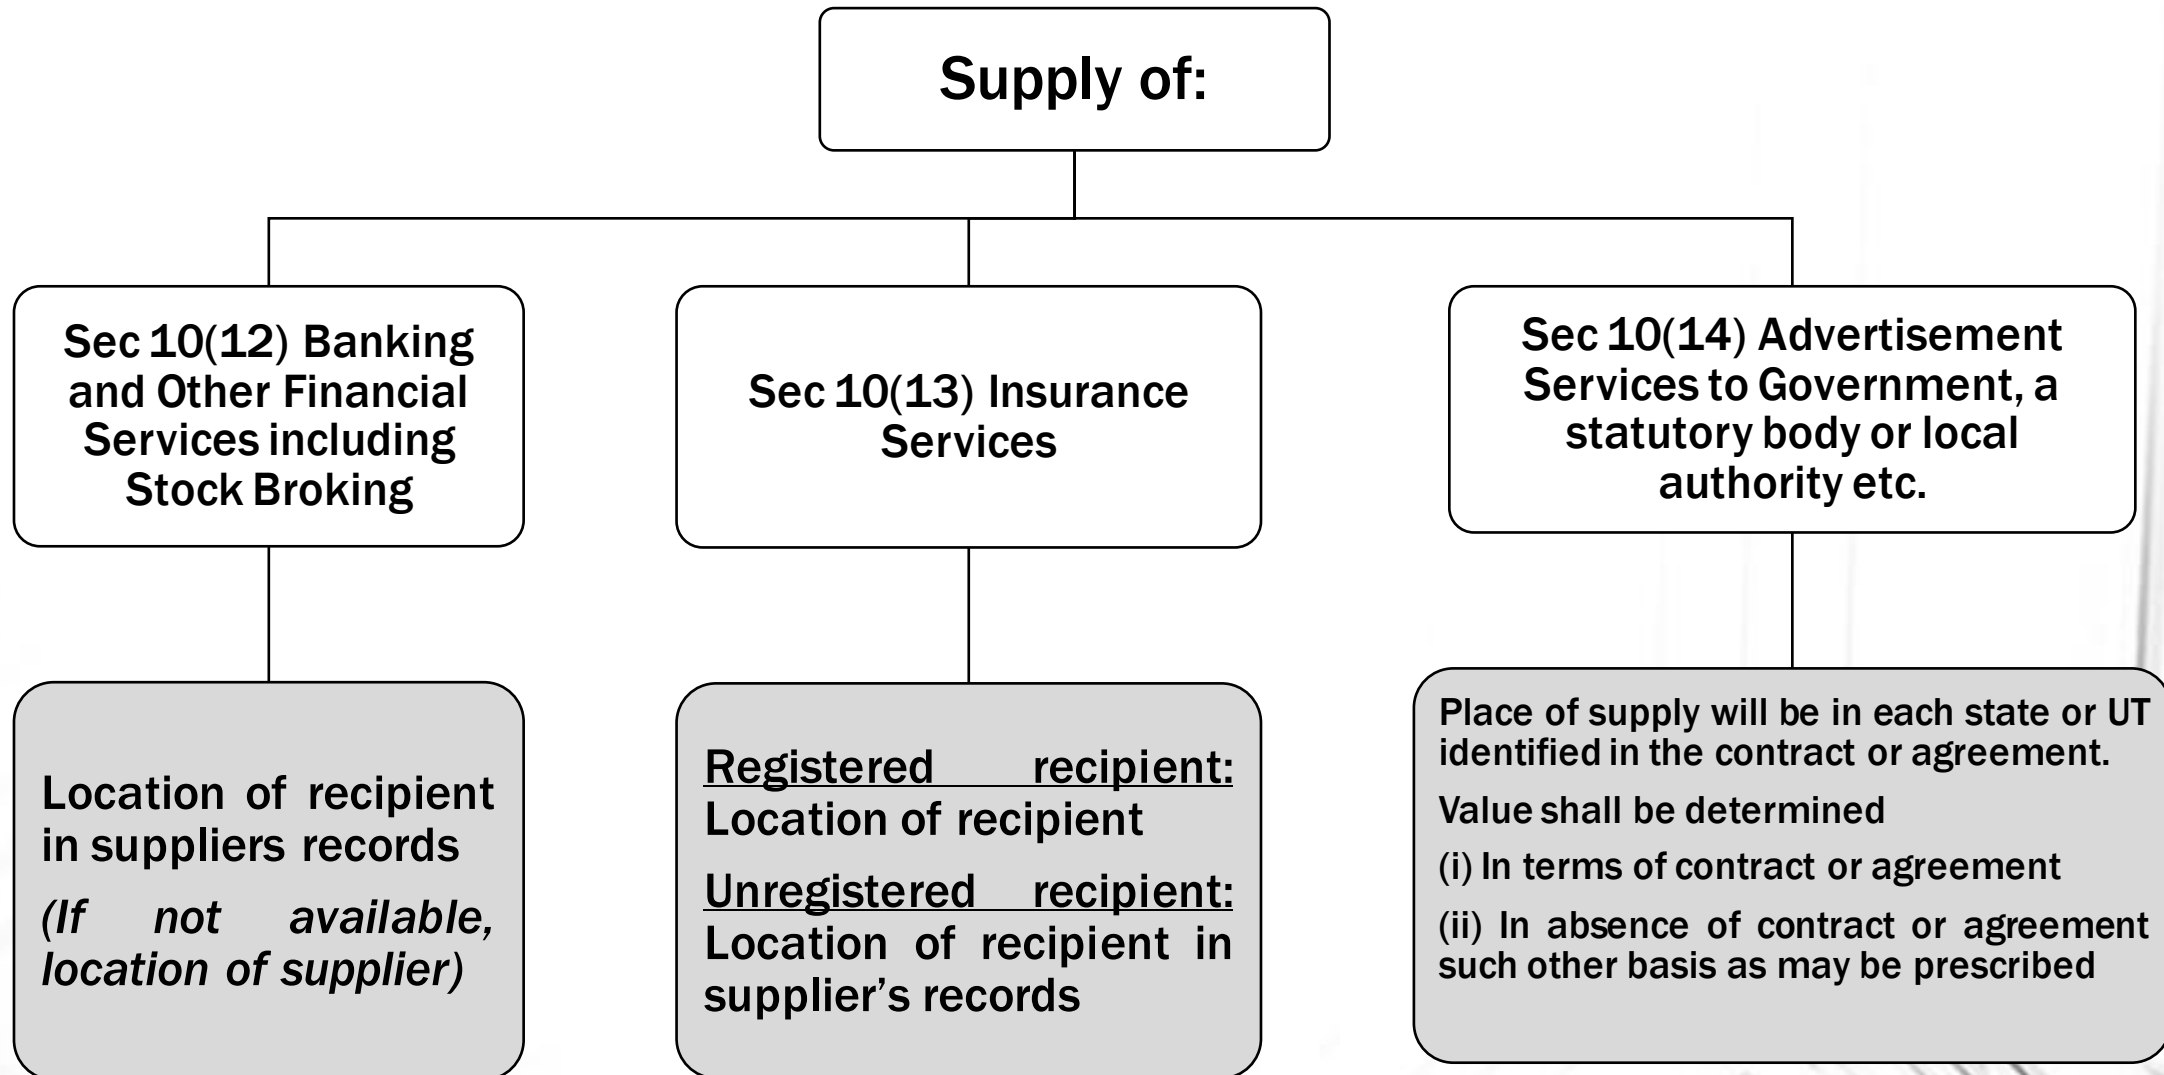 Supply of:
Sec 10(12) Banking
and Other Financial
Services including
Stock Broking
Sec 10(13) Insurance
Services
Sec 10(14) Advertisement
Services to Government, a
statutory body or local
authority etc.
Location of recipient
in suppliers records
(If not available,
location of supplier)
Registered recipient:
Location of recipient
Unregistered recipient:
Location of recipient in
supplier’s records
Place of supply will be in each state or UT
identified in the contract or agreement.
Value shall be determined
(i) In terms of contract or agreement
(ii) In absence of contract or agreement
such other basis as may be prescribed